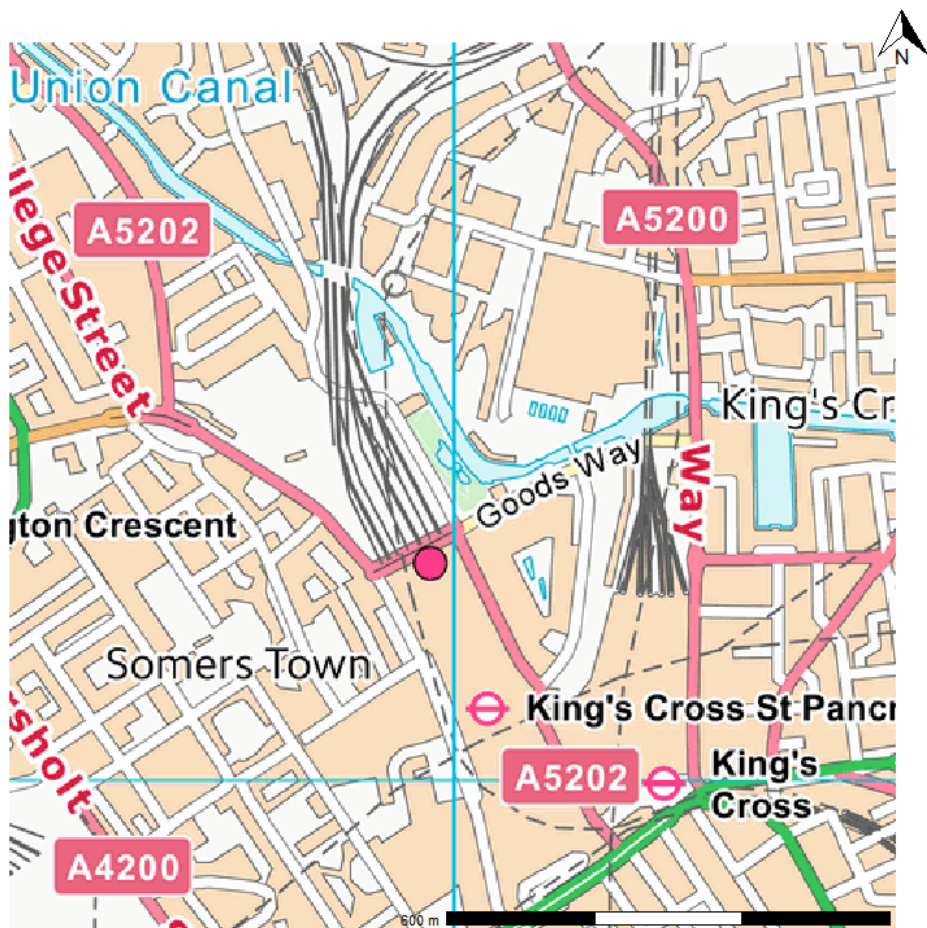 N
Union Canal
A5202
A5200
llege Street
King's Cr
Way
Goods Way
gton Crescent
Somers Town
King's Cross St Pancr
rsholt
A5202
King's
Cross
A4200
600 m